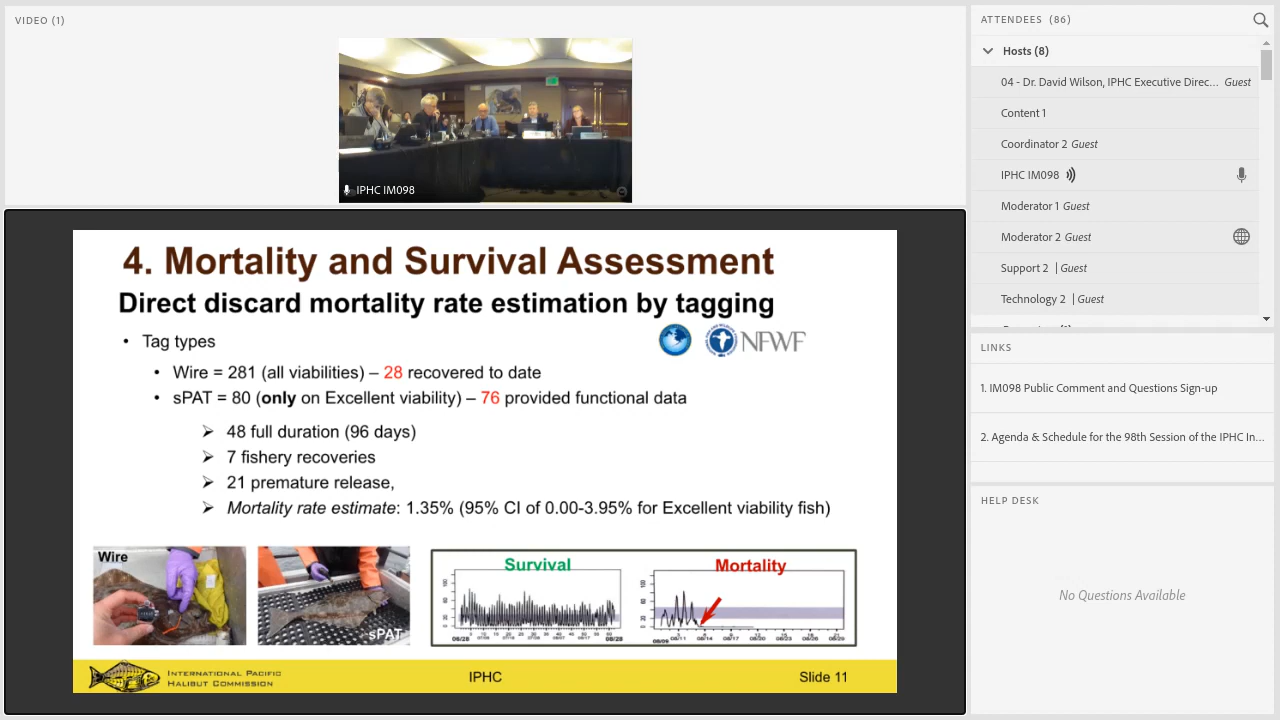 VIDEO (1)
IPHC IM098
4. Mortality and Survival Assessment
Direct discard mortality rate estimation by tagging
NFWF
• Tag types
• Wire = 281 (all viabilities) – 28 recovered to date
• sPAT = 80 (only on Excellent viability) – 76 provided functional data
➢ 48 full duration (96 days)
➢ 7 fishery recoveries
➢ 21 premature release,
➢ Mortality rate estimate: 1.35% (95% CI of 0.00-3.95% for Excellent viability fish)
Wire
sPAT
Survival
Mortality
INTERNATIONAL PACIFIC
HALIBUT COMMISSION
IPHC
Slide 11
ATTENDEES (86)
Hosts (8)
04 - Dr. David Wilson, IPHC Executive Direc... Guest
Content 1
Coordinator 2 Guest
IPHC IM098
Moderator 1 Guest
Moderator 2 Guest
Support 2 | Guest
Technology 2 | Guest
LINKS
1. IM098 Public Comment and Questions Sign-up
2. Agenda & Schedule for the 98th Session of the IPHC In...
HELP DESK
No Questions Available